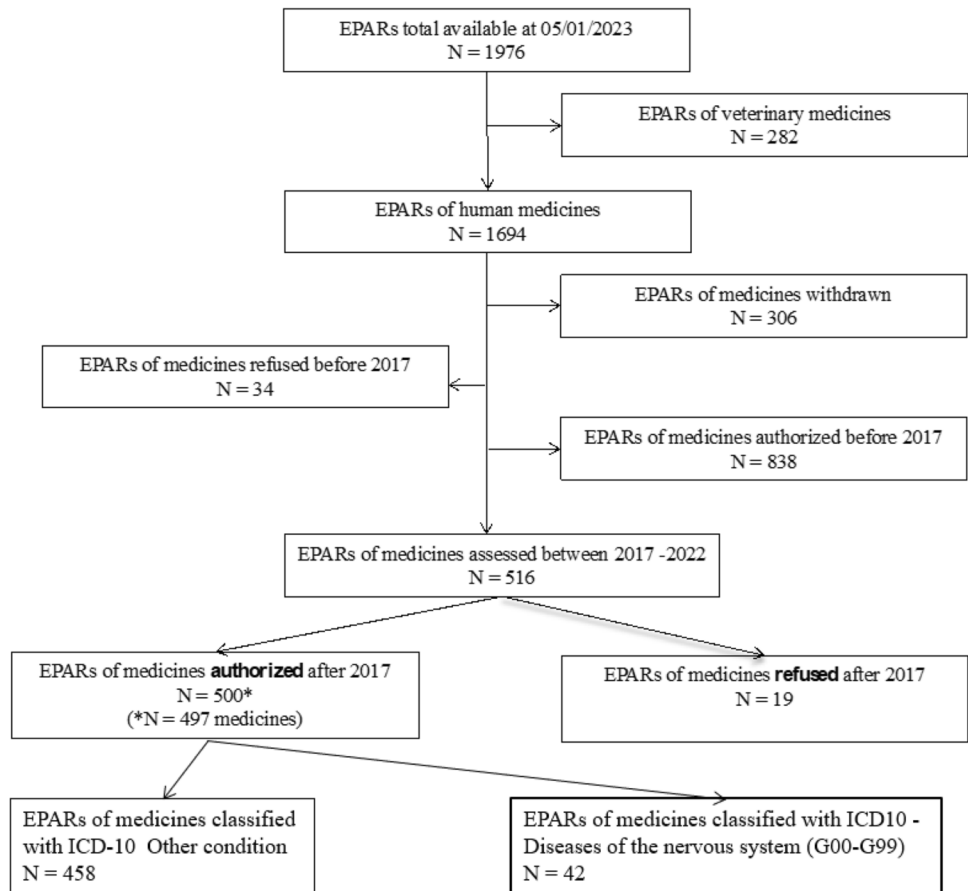 EPARs total available at 05/01/2023
N = 1976
EPARs of veterinary medicines
N = 282
EPARs of human medicines
N = 1694
EPARs of medicines withdrawn
N = 306
EPARs of medicines refused before 2017
N = 34
EPARs of medicines authorized before 2017
N = 838
EPARs of medicines assessed between 2017 -2022
N = 516
EPARs of medicines authorized after 2017
N = 500*
(*N = 497 medicines)
EPARs of medicines refused after 2017
N = 19
EPARs of medicines classified
with ICD-10 Other condition
N = 458
EPARs of medicines classified with ICD10 -
Diseases of the nervous system (G00-G99)
N = 42